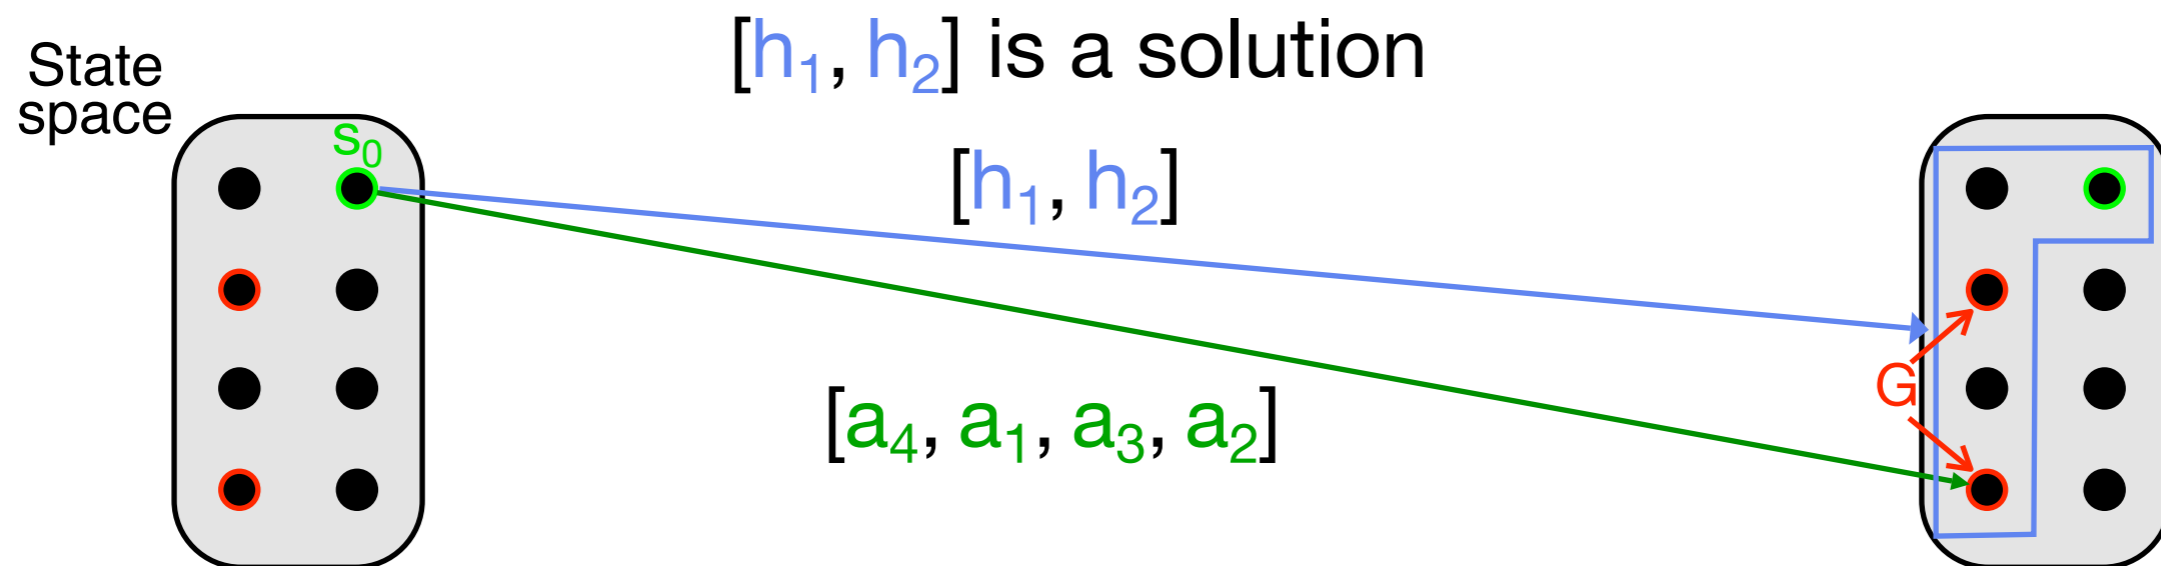 [h₁, h₂] is a solution
State
space
s₀
[h₁, h₂]
G
[a₄, a₁, a₃, a₂]